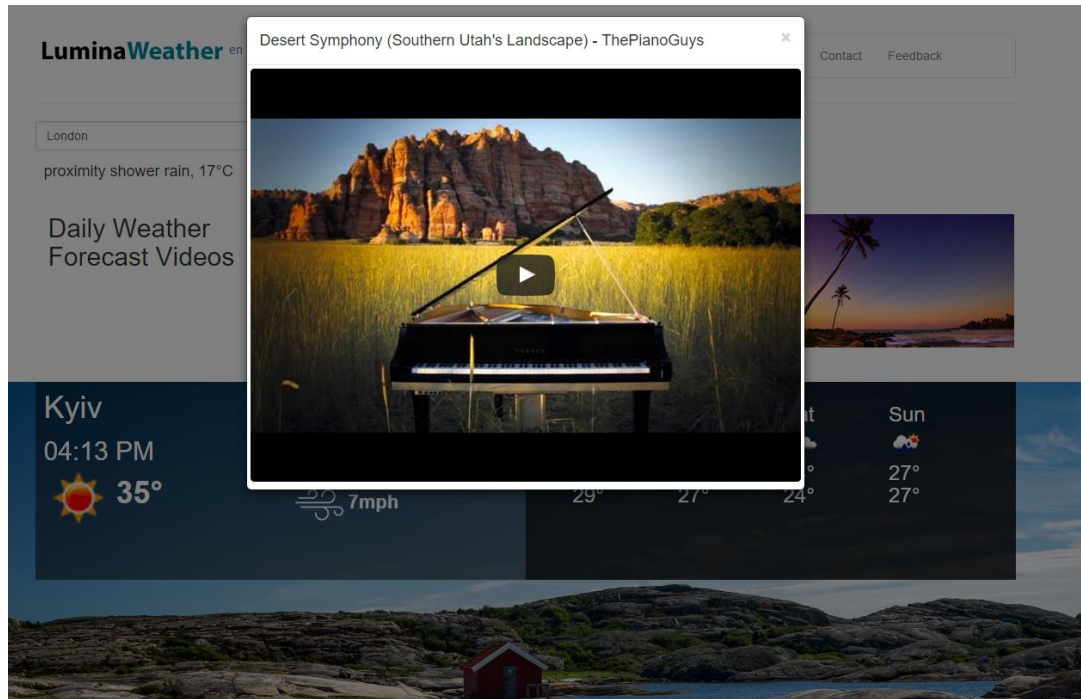 LuminaWeather en
Desert Symphony (Southern Utah's Landscape) - ThePianoGuys ×
Contact Feedback
London
proximity shower rain, 17°C
Daily Weather
Forecast Videos
YAMAHA
Kyiv
04:13 PM
35°
7mph
Sun
29° 27° 24° 27°
27°